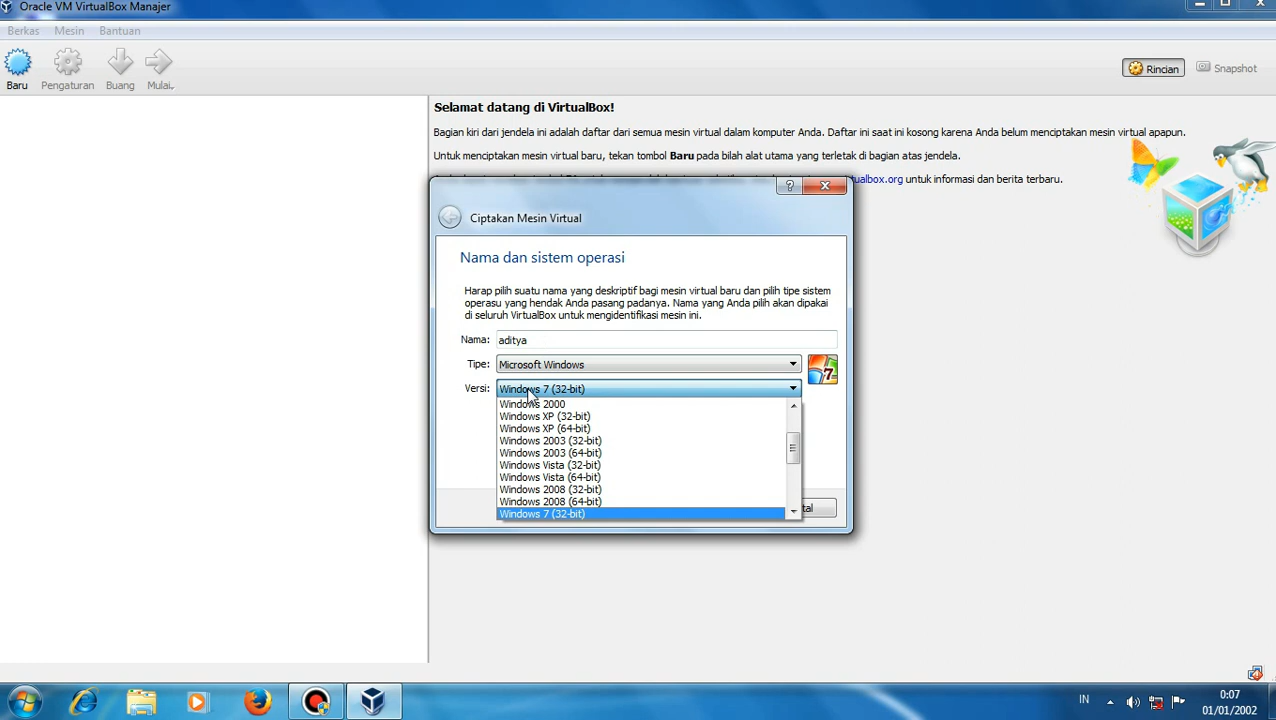 Oracle VM VirtualBox Manajer
Berkas Mesin Bantuan
Baru Pengaturan Buang Mulai
Rincian Snapshot
Selamat datang di VirtualBox!
Bagian kiri dari jendela ini adalah daftar dari semua mesin virtual dalam komputer Anda. Daftar ini saat ini kosong karena Anda belum menciptakan mesin virtual apapun.
Untuk menciptakan mesin virtual baru, tekan tombol Baru pada bilah alat utama yang terletak di bagian atas jendela.
tualbox.org untuk informasi dan berita terbaru.
?
Ciptakan Mesin Virtual
Nama dan sistem operasi
Harap pilih suatu nama yang deskriptif bagi mesin virtual baru dan pilih tipe sistem
operasu yang hendak Anda pasang padanya. Nama yang Anda pilih akan dipakai
di seluruh VirtualBox untuk mengidentifikasi mesin ini.
Nama: aditya
Tipe: Microsoft Windows
7
Versi: Windows 7 (32-bit)
Windows 2000
Windows XP (32-bit)
Windows XP (64-bit)
Windows 2003 (32-bit)
Windows 2003 (64-bit)
Windows Vista (32-bit)
Windows Vista (64-bit)
Windows 2008 (32-bit)
Windows 2008 (64-bit)
Windows 7 (32-bit)
tal
IN
0:07
01/01/2002